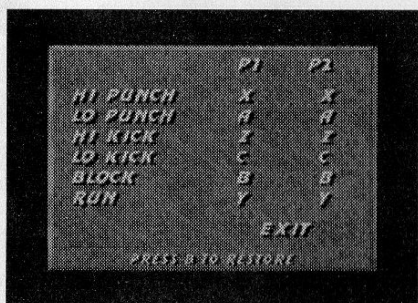 P1 P2
HI PUNCH X X
LO PUNCH A A
HI KICK Z Z
LO KICK C C
BLOCK B B
RUN Y Y
EXIT
PRESS B TO RESTORE